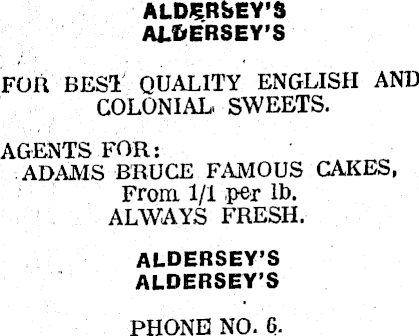 ALDERSEY'S
ALDERSEY'S
FOR BEST QUALITY ENGLISH AND
COLONIAL SWEETS.
AGENTS FOR:
ADAMS BRUCE FAMOUS CAKES,
From 1/1 per lb.
ALWAYS FRESH.
ALDERSEY'S
ALDERSEY'S
PHONE NO. 6.